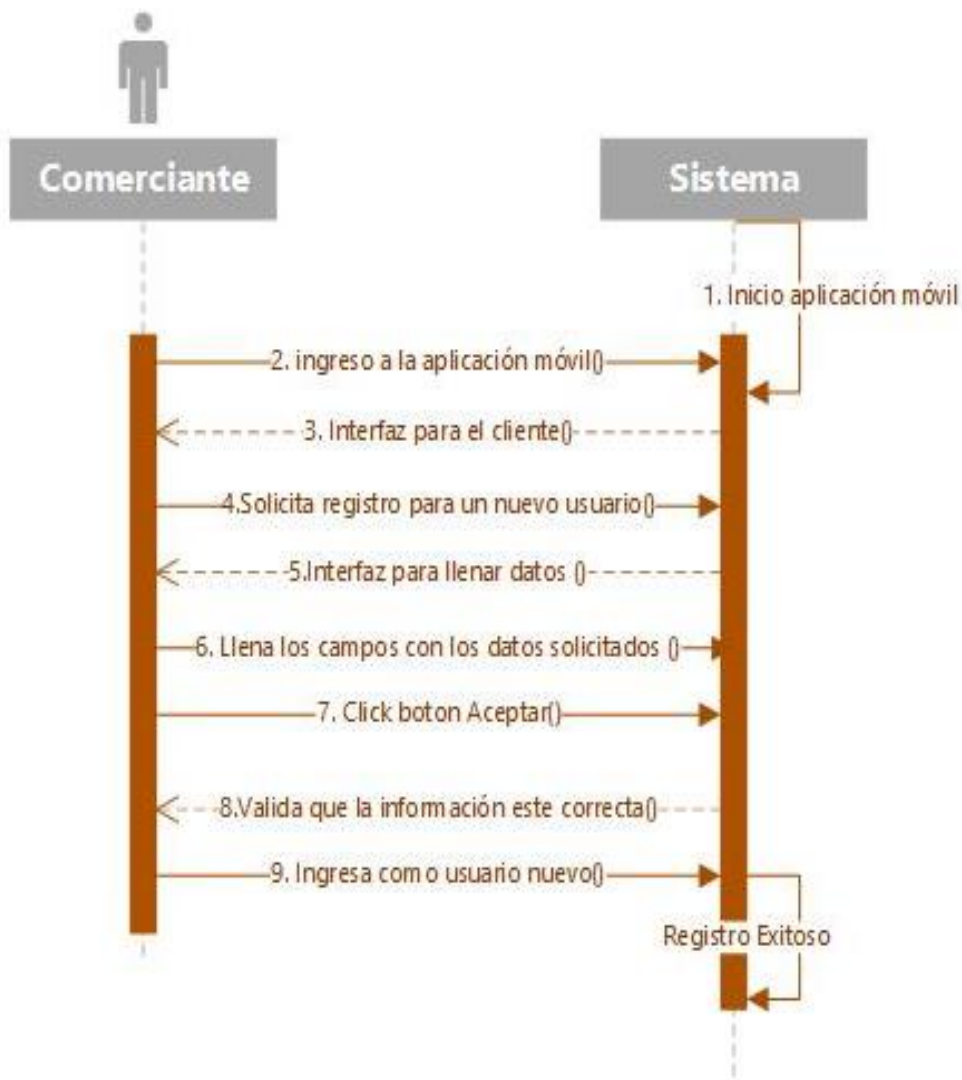 Comerciante
Sistema
1. Inicio aplicación móvil
2. ingreso a la aplicación móvil()
3. Interfaz para el cliente()
4.Solicita registro para un nuevo usuario()
5.Interfaz para llenar datos ()
6. Llena los campos con los datos solicitados ()
7. Click boton Aceptar()
8.Valida que la información este correcta()
9. Ingresa como usuario nuevo()
Registro Exitoso